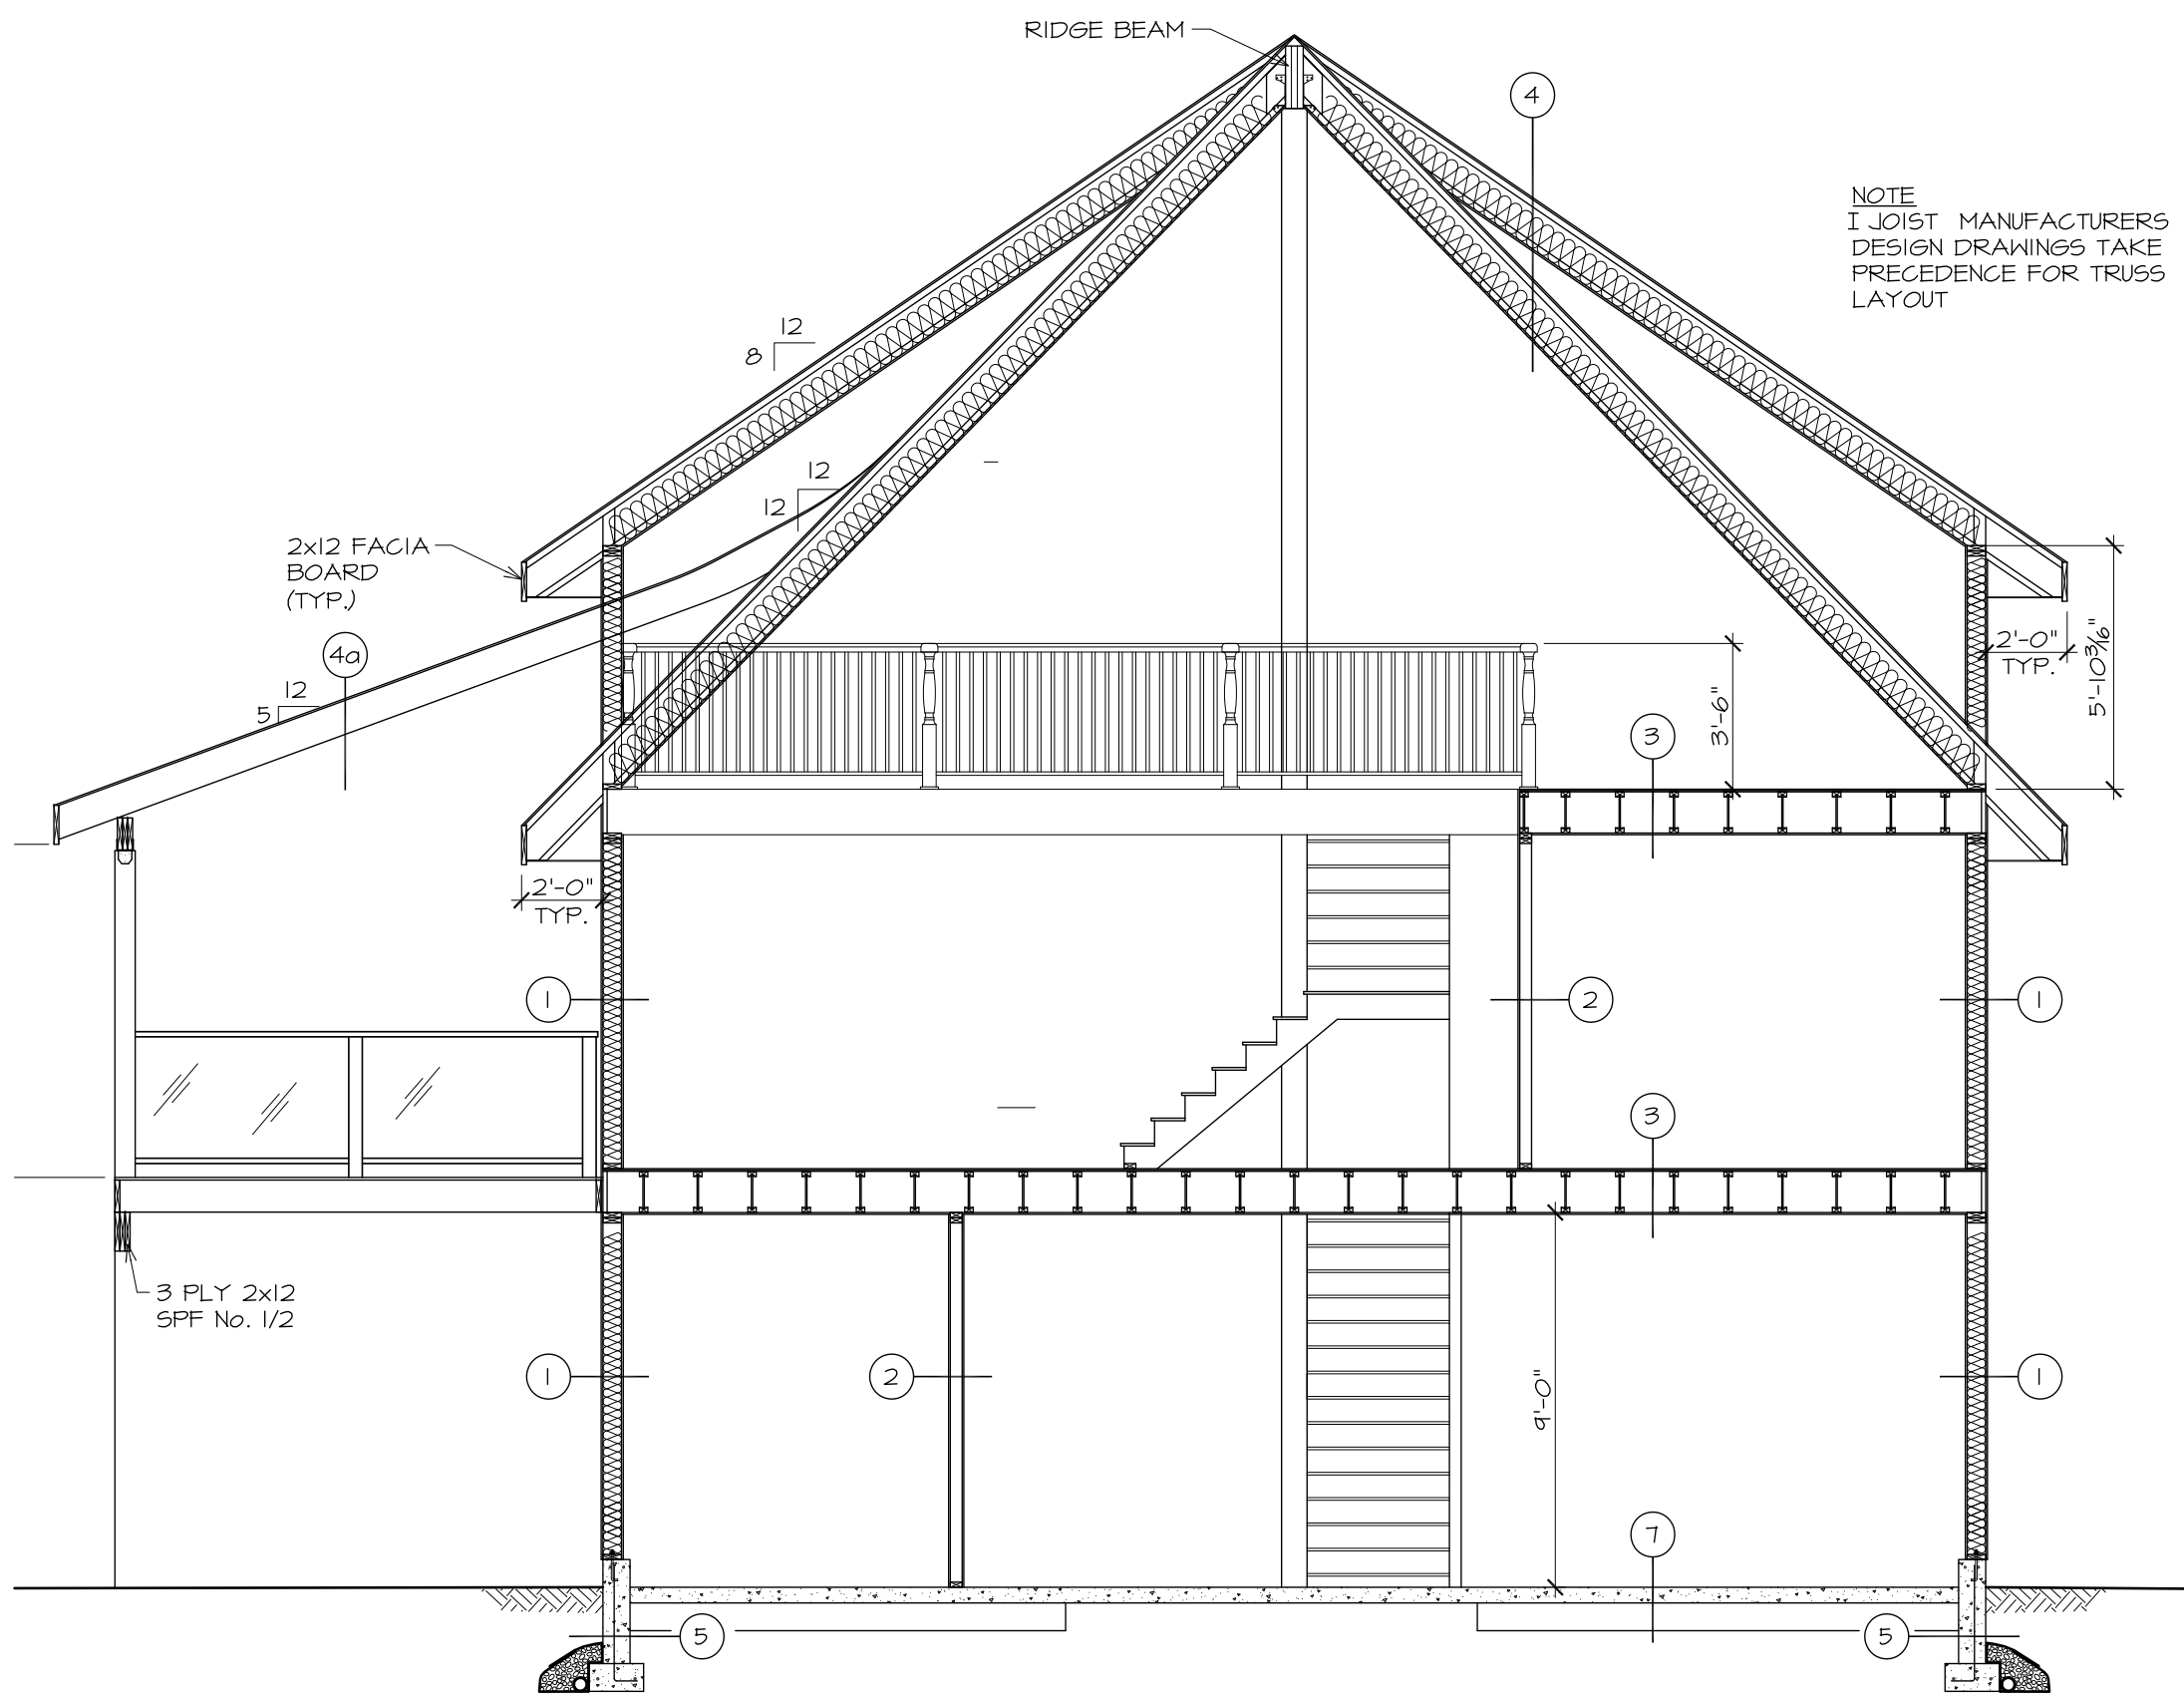 RIDGE BEAM
4
NOTE
I JOIST MANUFACTURERS
DESIGN DRAWINGS TAKE
PRECEDENCE FOR TRUSS
LAYOUT
12
8
12
12
2x12 FACIA
BOARD
(TYP.)
4a
12
5
2'-0"
TYP.
5'-10 3/16"
3'-6"
3
2'-0"
TYP.
1
2
1
3
3 PLY 2x12
SPF No. 1/2
1
2
9'-0"
1
7
5
5